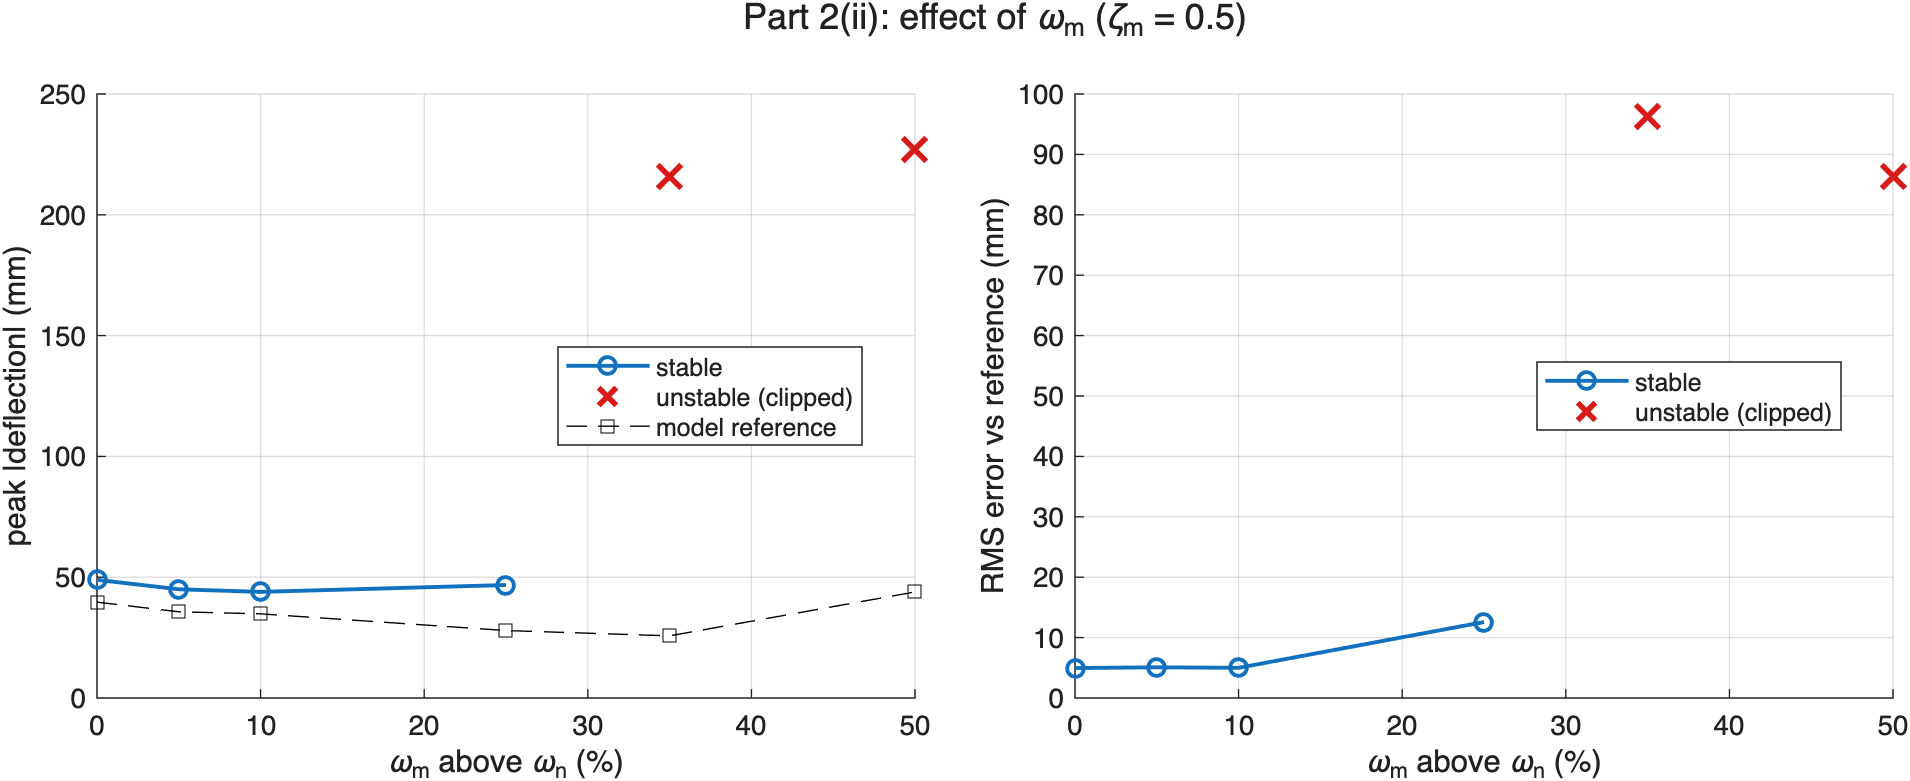 Part 2(ii): effect of ωm (ζm = 0.5)
250
200
150
100
50
0
0 10 20 30 40 50
peak |deflection| (mm)
ωm above ωn (%)
stable
unstable (clipped)
model reference
100
90
80
70
60
50
40
30
20
10
0
0 10 20 30 40 50
RMS error vs reference (mm)
ωm above ωn (%)
stable
unstable (clipped)